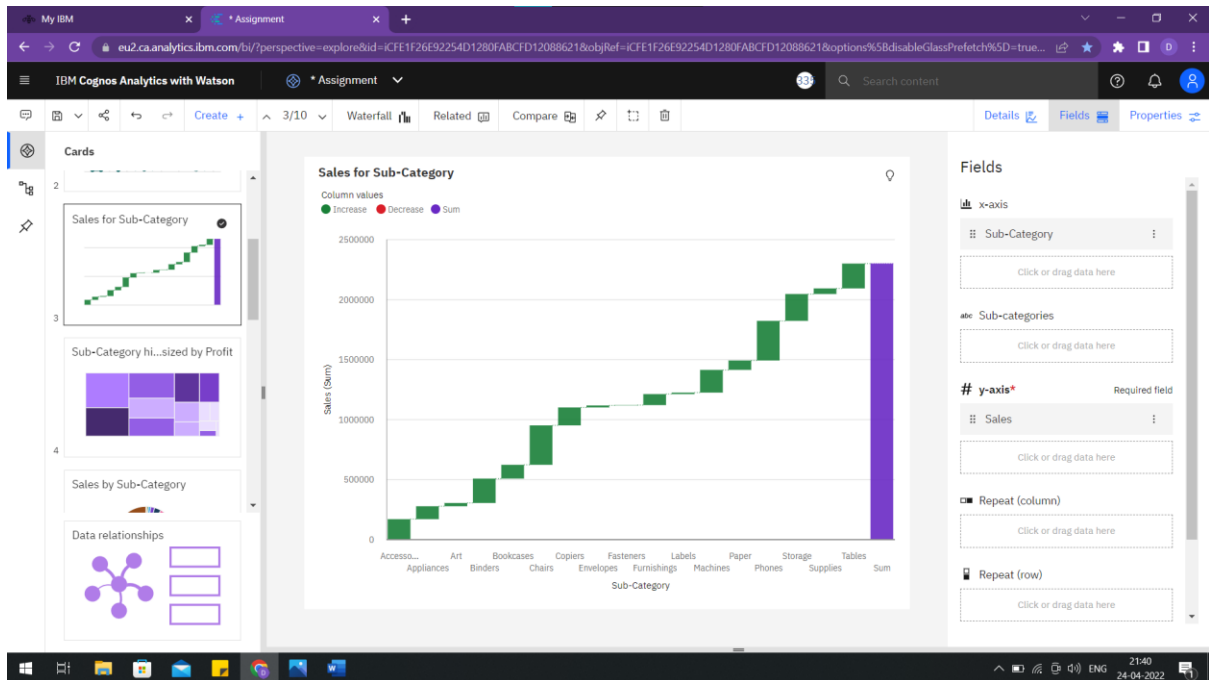 My IBM
* Assignment
eu2.ca.analytics.ibm.com/bi/?perspective=explore&id=iCFE1F26E92254D1280FABCFD12088621&objRef=iCFE1F26E92254D1280FABCFD12088621&options%5BdisableGlassPrefetch%5D=true...
D
IBM Cognos Analytics with Watson
* Assignment
Search content
Create +
3/10
Waterfall
Related
Compare
Details
Fields
Properties
Cards
2
Sales for Sub-Category
3
Sub-Category hi...sized by Profit
4
Sales by Sub-Category
Data relationships
Sales for Sub-Category
Column values
Increase Decrease Sum
2500000
2000000
1500000
1000000
500000
0
Sales (Sum)
Accesso... Art Bookcases Copiers Fasteners Labels Paper Storage Tables
Appliances Binders Chairs Envelopes Furnishings Machines Phones Supplies Sum
Sub-Category
Fields
x-axis
Sub-Category
Click or drag data here
abc Sub-categories
Click or drag data here
# y-axis* Required field
Sales
Click or drag data here
Repeat (column)
Click or drag data here
Repeat (row)
Click or drag data here
ENG
21:40
24-04-2022